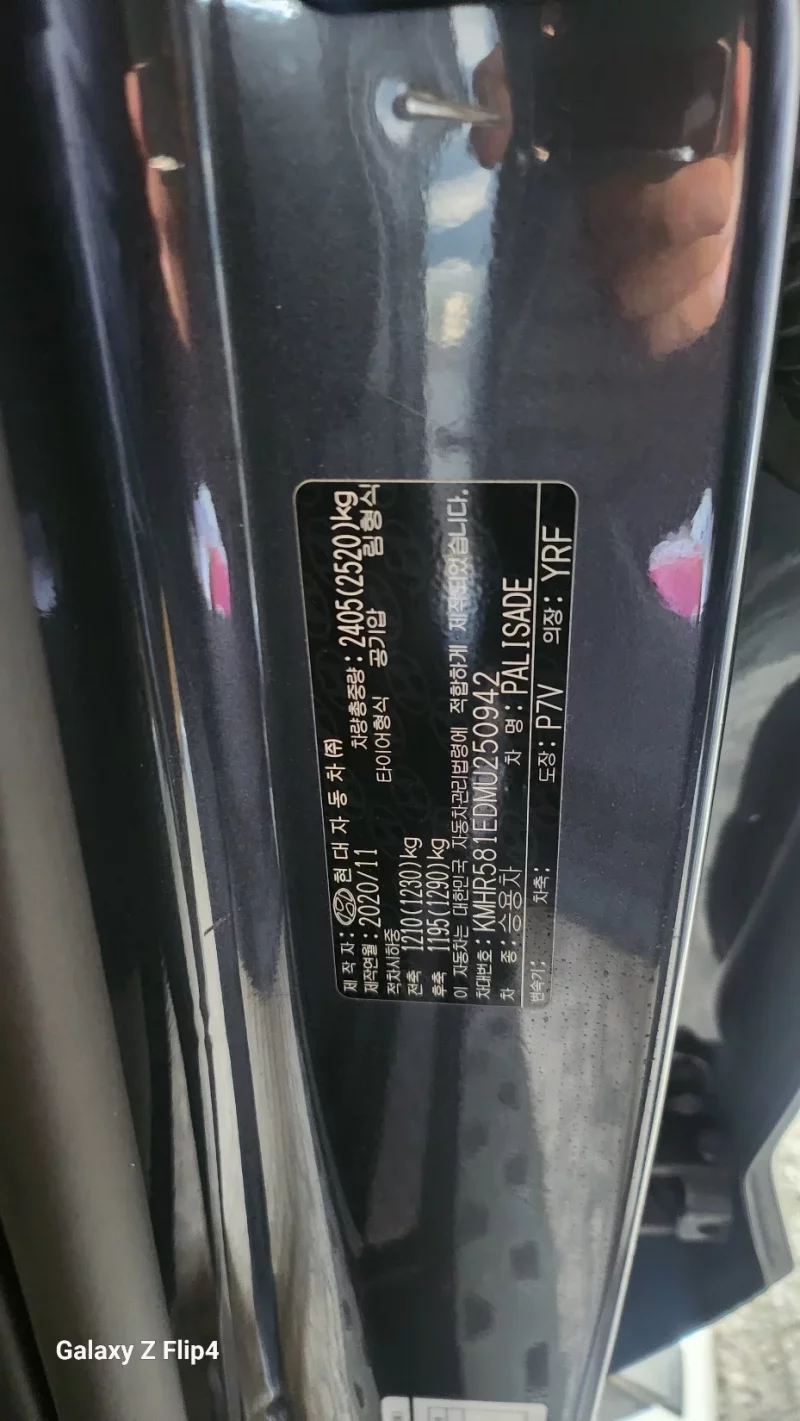 제 작 자: 현 대 자 동 차 (주)
제작연월: 2020/11 차량총중량: 2405(2520)kg
적차시하중 타이어형식 공기압 림형식
전축 1210(1230)kg
후축 1195(1290)kg
이 자동차는 대한민국 자동차관리법령에 적합하게 제작되었습니다.
차대번호: KMHR581EDMU250942
차 종: 승용차 차 명: PALISADE
변속기: 차축: 도장: P7V 의장: YRF
Galaxy Z Flip4